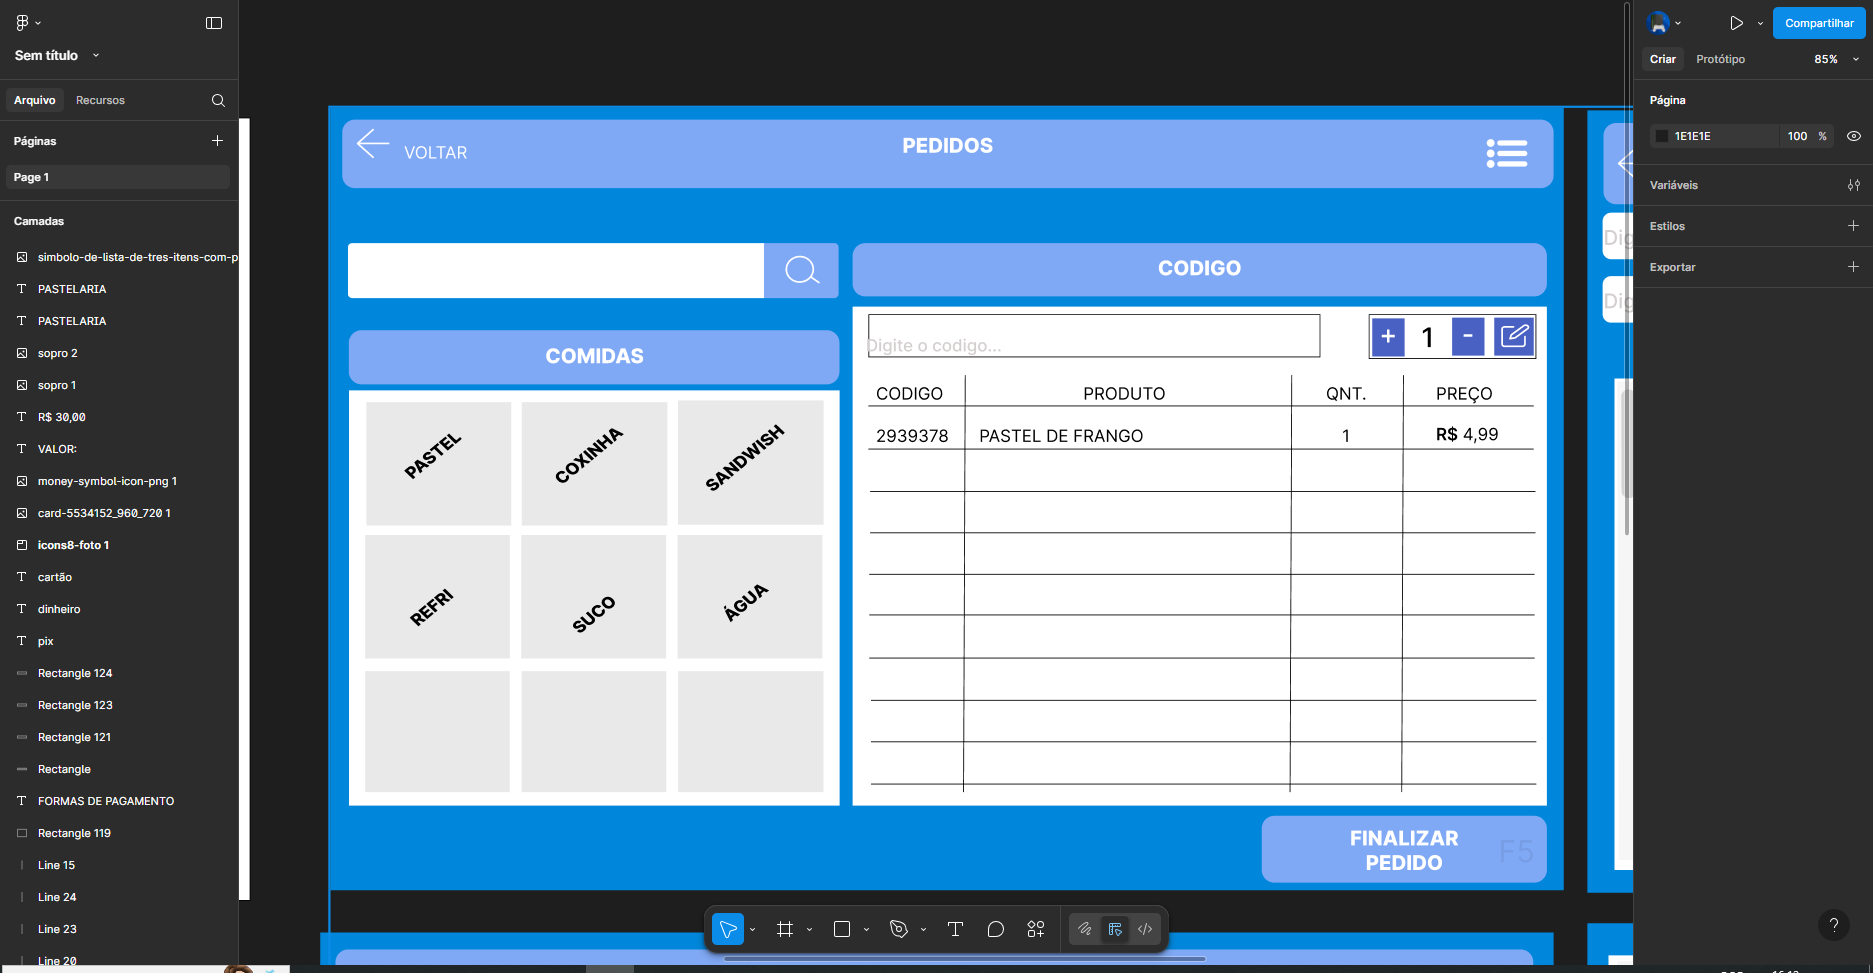 Sem título
Arquivo
Recursos
Páginas
Page 1
Camadas
simbolo-de-lista-de-tres-itens-com-p
PASTELARIA
PASTELARIA
sopro 2
sopro 1
R$ 30,00
VALOR:
money-symbol-icon-png 1
card-5534152_960_720 1
icons8-foto 1
cartão
dinheiro
pix
Rectangle 124
Rectangle 123
Rectangle 121
Rectangle
FORMAS DE PAGAMENTO
Rectangle 119
Line 15
Line 24
Line 23
Line 20
VOLTAR
PEDIDOS
COMIDAS
PASTEL
COXINHA
SANDWISH
REFRI
SUCO
ÁGUA
CODIGO
Digite o codigo...
+ 1 -
CODIGO PRODUTO QNT. PREÇO
2939378 PASTEL DE FRANGO 1 R$ 4,99
FINALIZAR
PEDIDO
F5
Dig
Dig
Compartilhar
Criar
Protótipo
85%
Página
1E1E1E 100 %
Variáveis
Estilos
Exportar
?